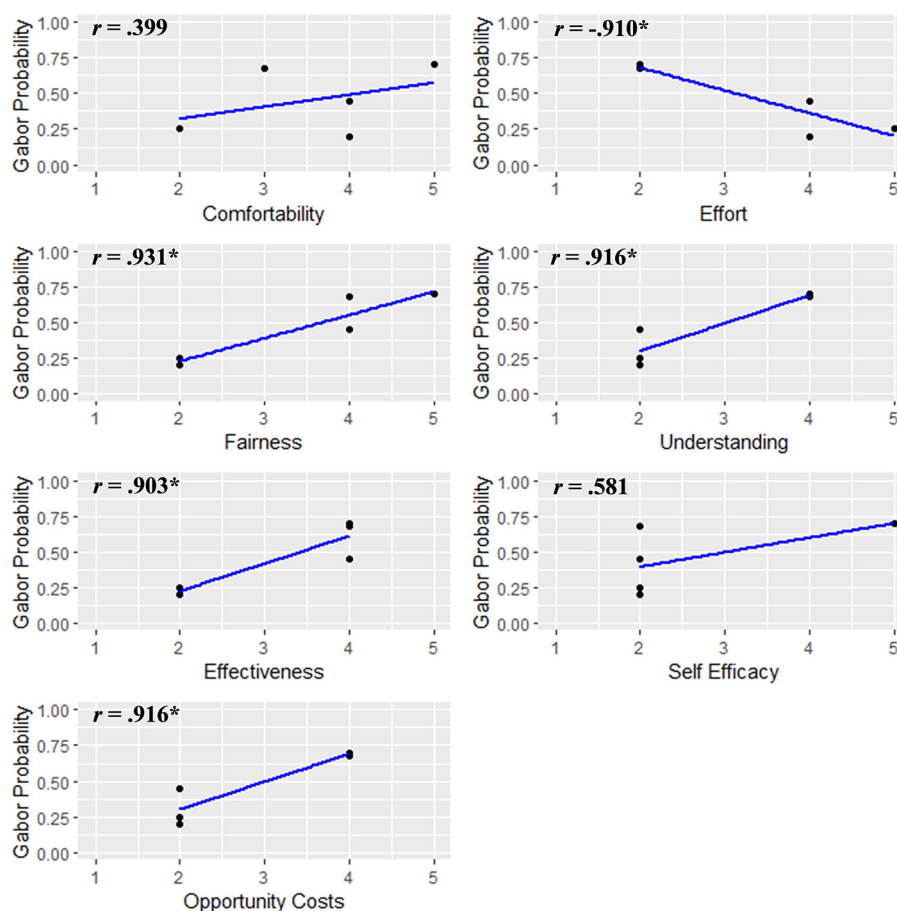 r = .399
1.00
0.75
0.50
0.25
0.00
Gabor Probability
1 2 3 4 5
Comfortability
r = -.910*
1.00
0.75
0.50
0.25
0.00
Gabor Probability
1 2 3 4 5
Effort
r = .931*
1.00
0.75
0.50
0.25
0.00
Gabor Probability
1 2 3 4 5
Fairness
r = .916*
1.00
0.75
0.50
0.25
0.00
Gabor Probability
1 2 3 4 5
Understanding
r = .903*
1.00
0.75
0.50
0.25
0.00
Gabor Probability
1 2 3 4 5
Effectiveness
r = .581
1.00
0.75
0.50
0.25
0.00
Gabor Probability
1 2 3 4 5
Self Efficacy
r = .916*
1.00
0.75
0.50
0.25
0.00
Gabor Probability
1 2 3 4 5
Opportunity Costs